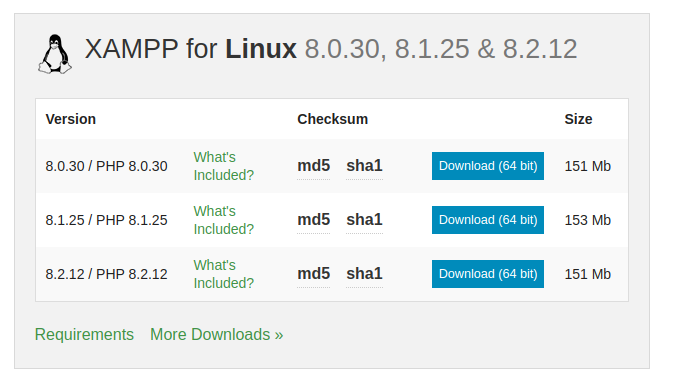 XAMPP for Linux 8.0.30, 8.1.25 & 8.2.12
Version Checksum Size
8.0.30 / PHP 8.0.30 What's Included? md5 sha1 Download (64 bit) 151 Mb
8.1.25 / PHP 8.1.25 What's Included? md5 sha1 Download (64 bit) 153 Mb
8.2.12 / PHP 8.2.12 What's Included? md5 sha1 Download (64 bit) 151 Mb
Requirements More Downloads »